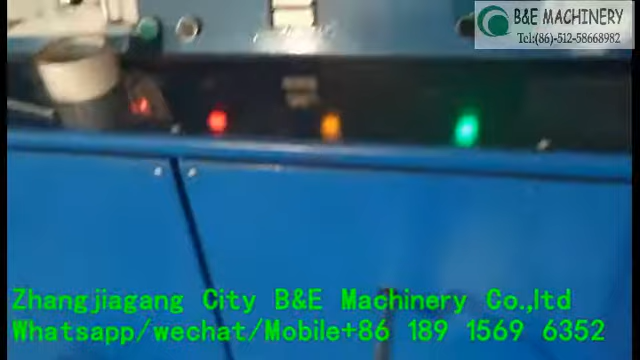 B&E MACHINERY
Tel:(86)-512-58668982
Zhangjiagang City B&E Machinery Co.,ltd
Whatsapp/wechat/Mobile+86 189 1569 6352